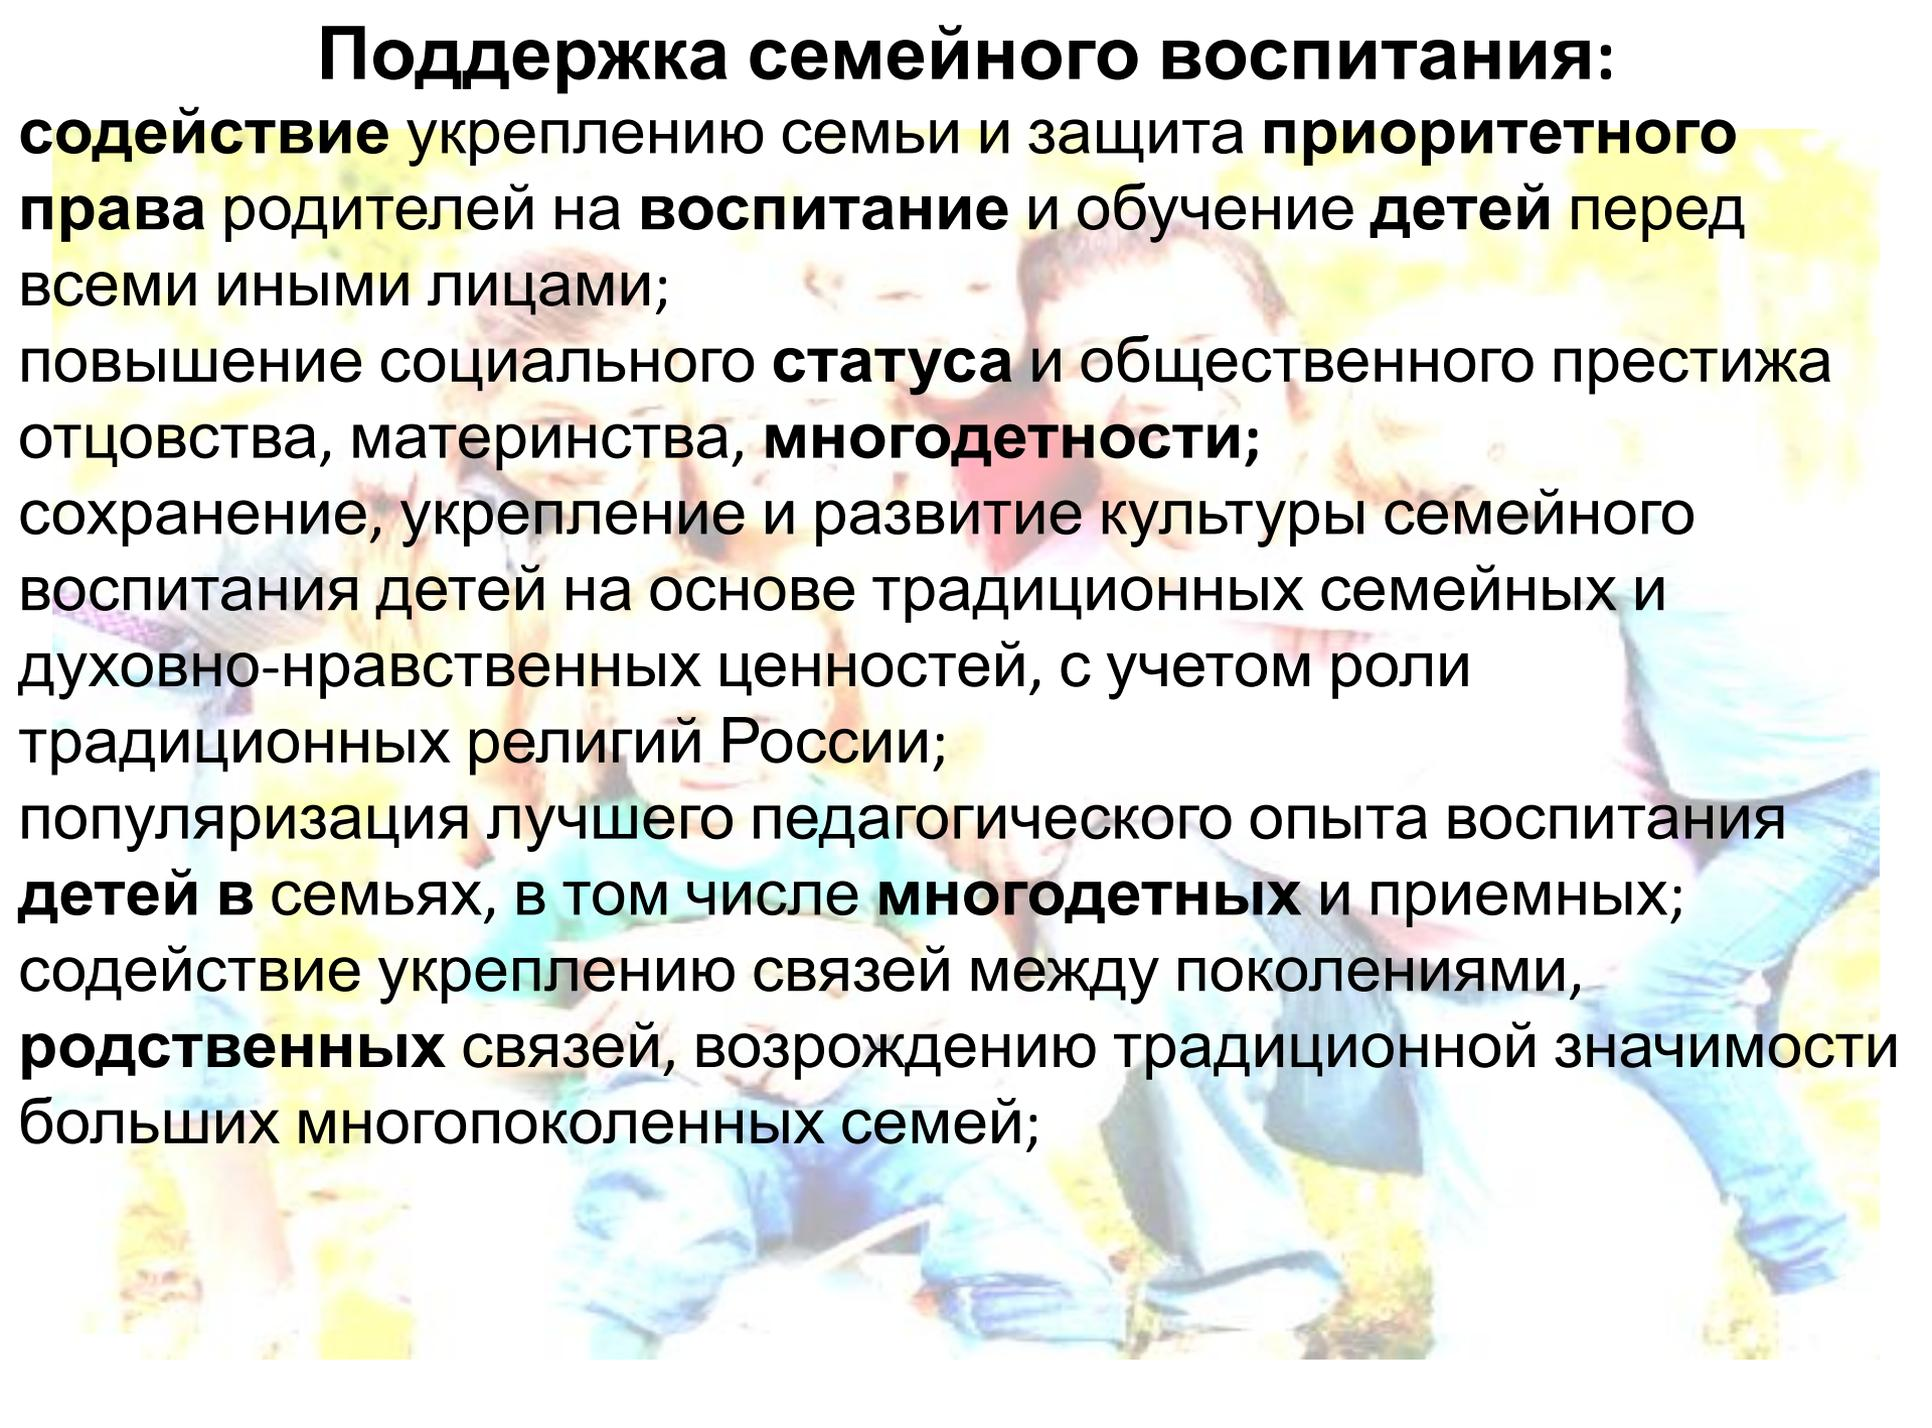 Поддержка семейного воспитания:
содействие укреплению семьи и защита приоритетного
права родителей на воспитание и обучение детей перед
всеми иными лицами;
повышение социального статуса и общественного престижа
отцовства, материнства, многодетности;
сохранение, укрепление и развитие культуры семейного
воспитания детей на основе традиционных семейных и
духовно-нравственных ценностей, с учетом роли
традиционных религий России;
популяризация лучшего педагогического опыта воспитания
детей в семьях, в том числе многодетных и приемных;
содействие укреплению связей между поколениями,
родственных связей, возрождению традиционной значимости
больших многопоколенных семей;